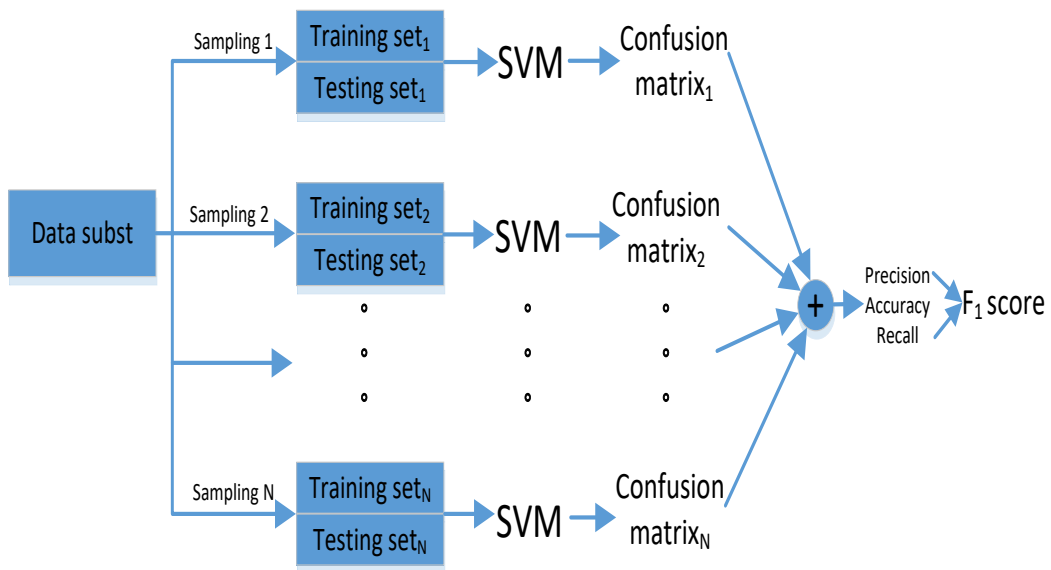 Sampling 1
Training set₁
Testing set₁
SVM
Confusion
matrix₁
Data subst
Sampling 2
Training set₂
Testing set₂
SVM
Confusion
matrix₂
+
Precision
Accuracy
Recall
F₁ score
Sampling N
Training setN
Testing setN
SVM
Confusion
matrixN